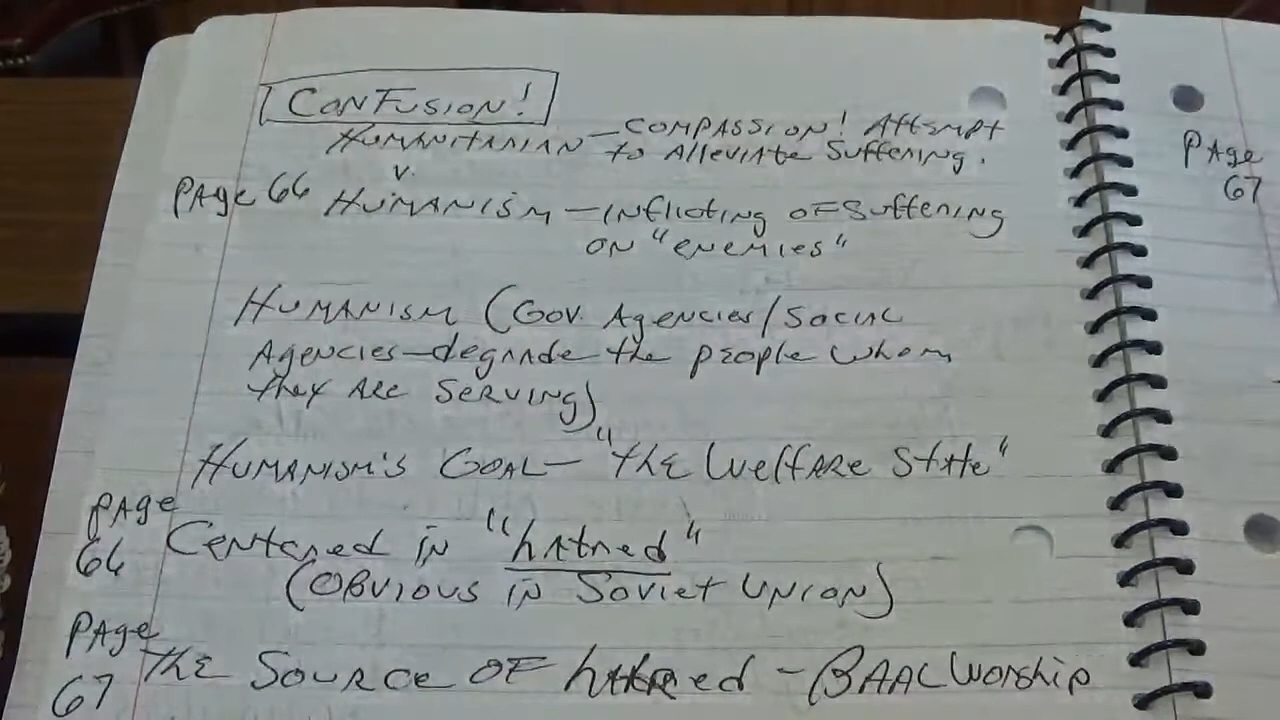 CONFUSION!
HUMANITARIAN — COMPASSION! Attempt
to Alleviate Suffering.
v.
PAge 66 HUMANISM — INflicting OF Suffering
ON "eNeMies"
HUMANISM (GOV. Agencies/Social
Agencies—degrade the people whom
they ARE SERVING)
HUMANISM'S GOAL — "tHE Welfare State"
PAge
66 Centered in "hatred"
(OBVIOUS in Soviet UNION)
PAge
67 tHE SOURCE OF hatred - BAAL Worship
PAge
67